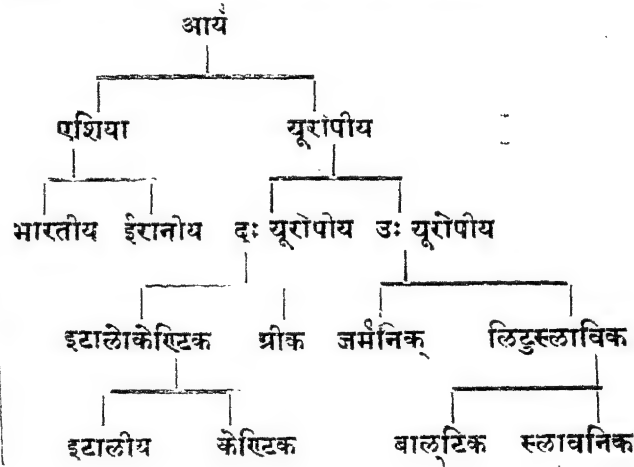 आर्य
एशिया यूरोपीय
भारतीय ईरानीय दः यूरोपीय उः यूरोपीय
इटालोकेण्टिक ग्रीक जर्मनिक् लिटुस्लाविक
इटालीय केण्टिक बाल्टिक स्लावनिक